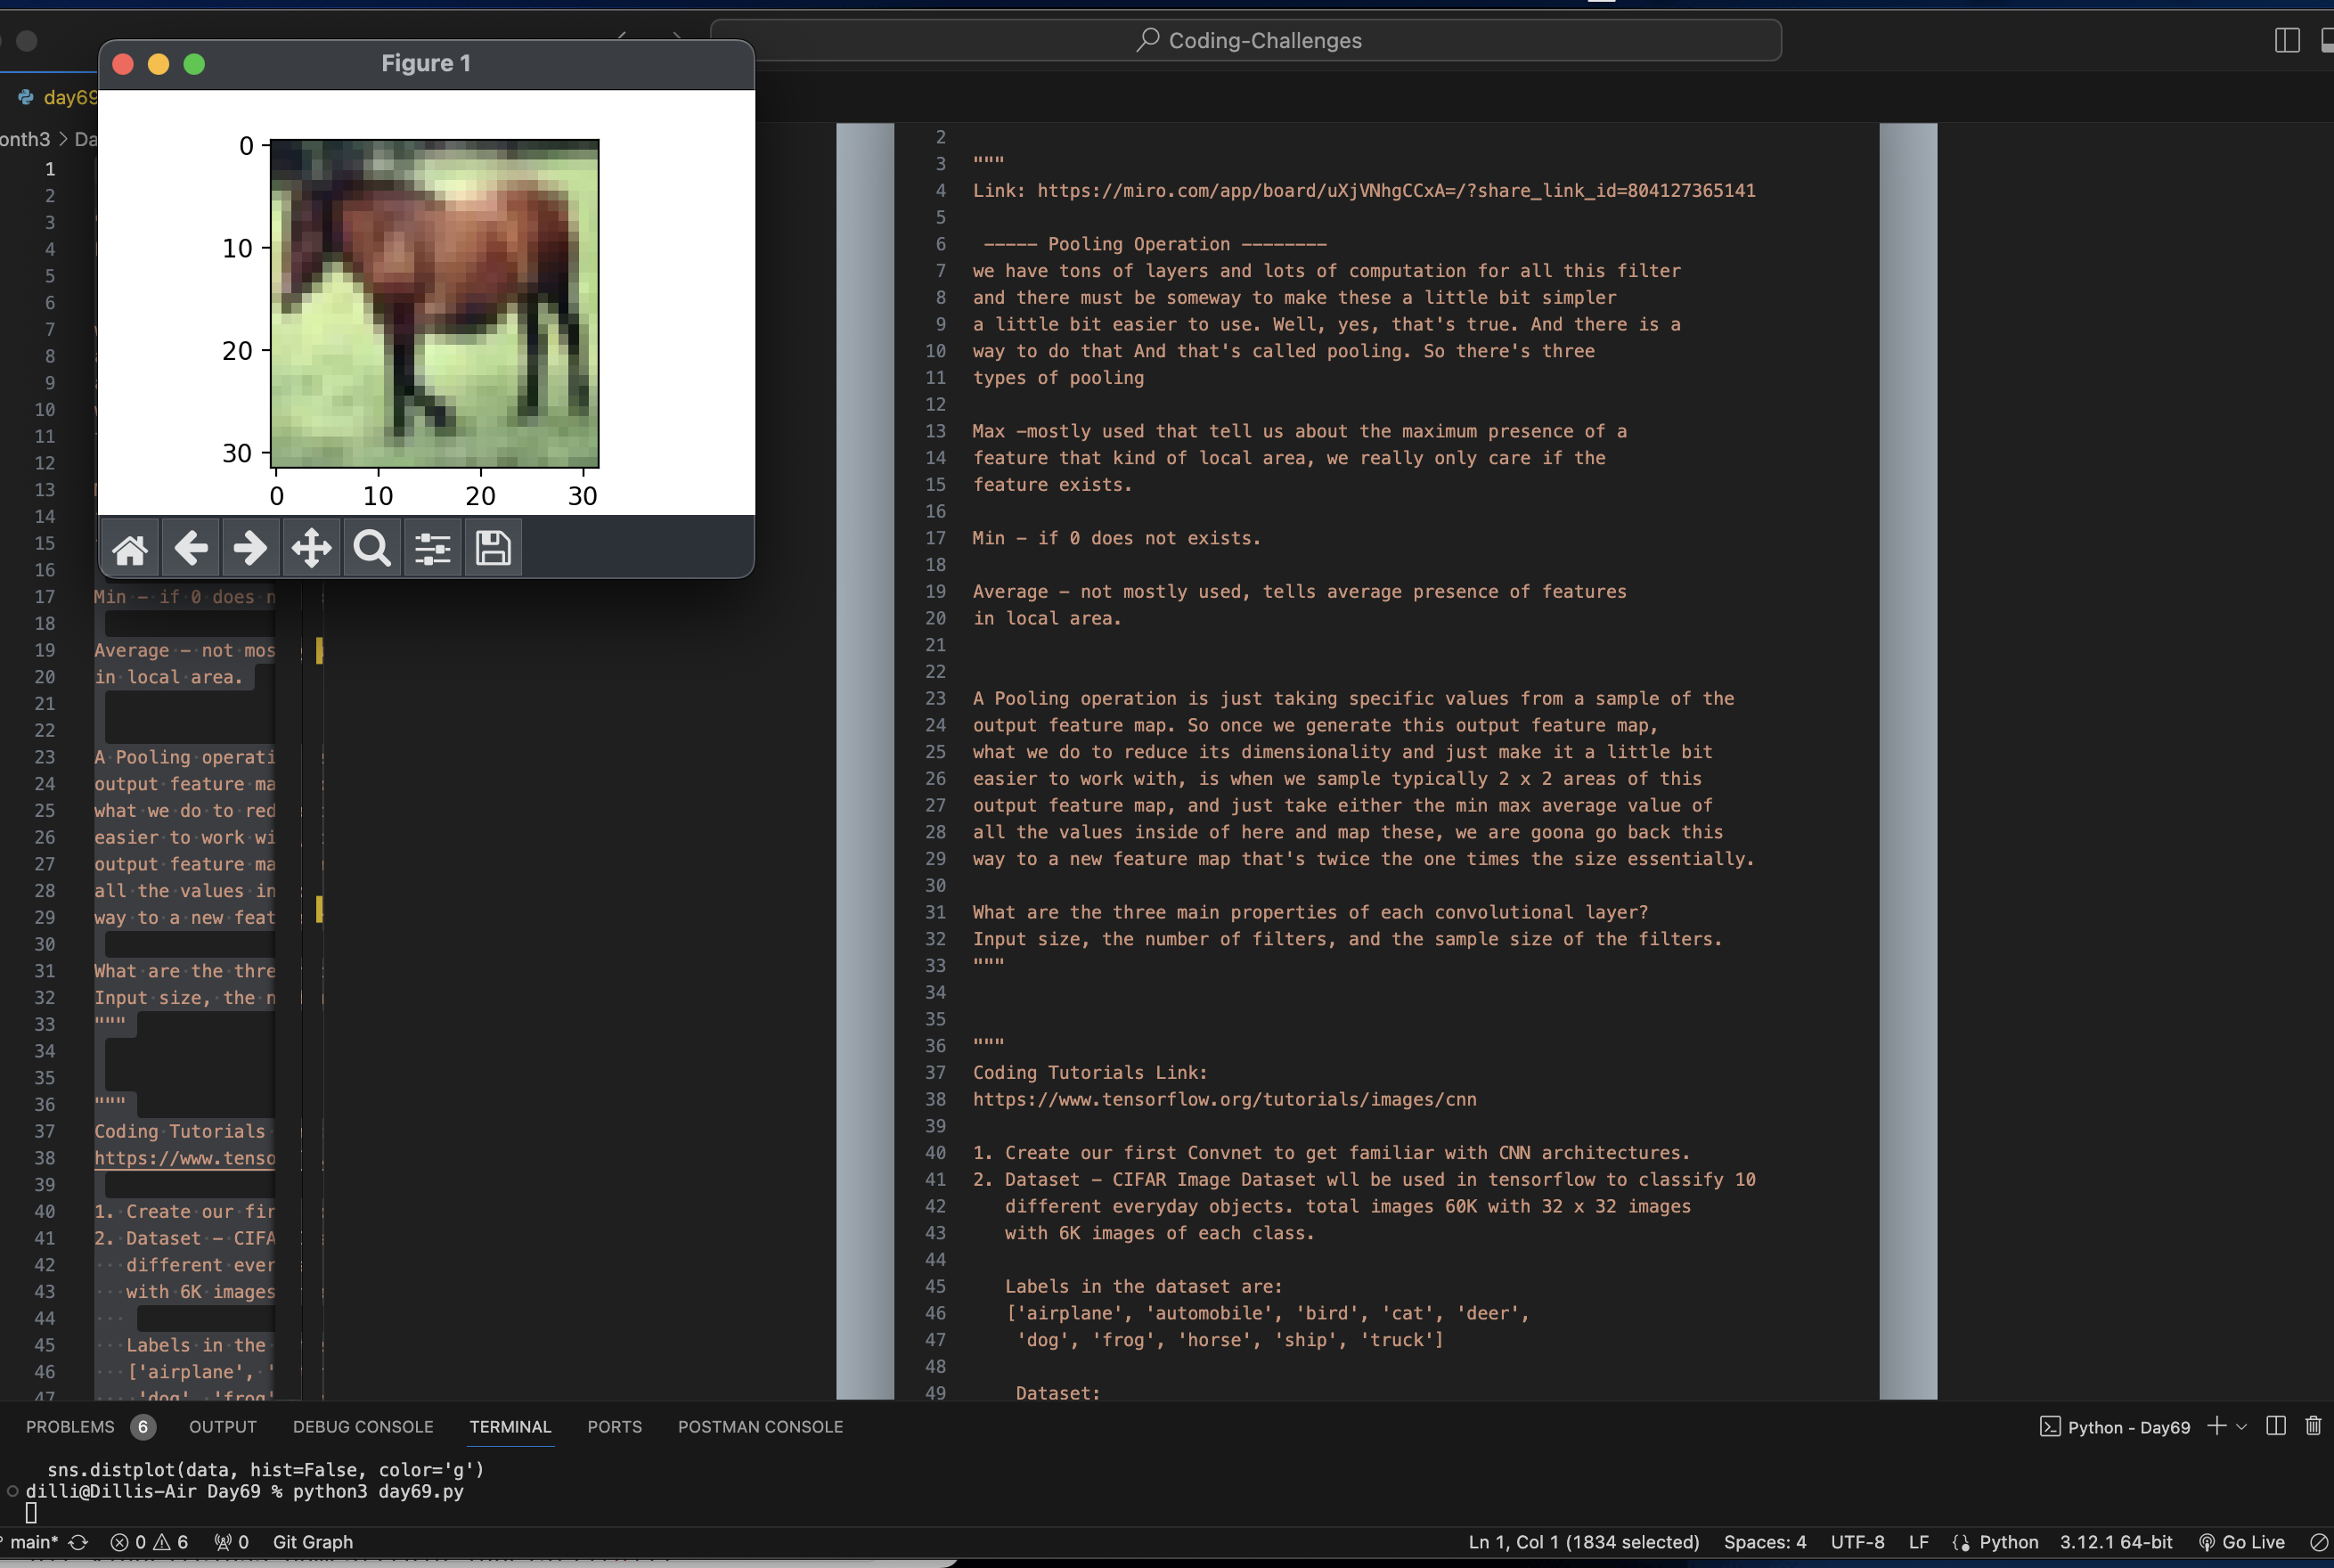 Coding-Challenges
Figure 1
day69
onth3 > Da
0
10
20
30
0 10 20 30
1
2
3
4
5
6
7
8
9
10
11
12
13
14
15
16
17 Min - if 0 does n
18
19 Average - not mos
20 in local area.
21
22
23 A Pooling operati
24 output feature ma
25 what we do to red
26 easier to work wi
27 output feature ma
28 all the values in
29 way to a new feat
30
31 What are the thre
32 Input size, the n
33 """
34
35
36 """
37 Coding Tutorials
38 https://www.tenso
39
40 1. Create our fir
41 2. Dataset - CIFA
42 different ever
43 with 6K images
44
45 Labels in the
46 ['airplane', '
47 'dog' 'frog'
2
3 """
4 Link: https://miro.com/app/board/uXjVNhgCCxA=/?share_link_id=804127365141
5
6 ----- Pooling Operation --------
7 we have tons of layers and lots of computation for all this filter
8 and there must be someway to make these a little bit simpler
9 a little bit easier to use. Well, yes, that's true. And there is a
10 way to do that And that's called pooling. So there's three
11 types of pooling
12
13 Max -mostly used that tell us about the maximum presence of a
14 feature that kind of local area, we really only care if the
15 feature exists.
16
17 Min - if 0 does not exists.
18
19 Average - not mostly used, tells average presence of features
20 in local area.
21
22
23 A Pooling operation is just taking specific values from a sample of the
24 output feature map. So once we generate this output feature map,
25 what we do to reduce its dimensionality and just make it a little bit
26 easier to work with, is when we sample typically 2 x 2 areas of this
27 output feature map, and just take either the min max average value of
28 all the values inside of here and map these, we are goona go back this
29 way to a new feature map that's twice the one times the size essentially.
30
31 What are the three main properties of each convolutional layer?
32 Input size, the number of filters, and the sample size of the filters.
33 """
34
35
36 """
37 Coding Tutorials Link:
38 https://www.tensorflow.org/tutorials/images/cnn
39
40 1. Create our first Convnet to get familiar with CNN architectures.
41 2. Dataset - CIFAR Image Dataset wll be used in tensorflow to classify 10
42 different everyday objects. total images 60K with 32 x 32 images
43 with 6K images of each class.
44
45 Labels in the dataset are:
46 ['airplane', 'automobile', 'bird', 'cat', 'deer',
47 'dog', 'frog', 'horse', 'ship', 'truck']
48
49 Dataset:
PROBLEMS 6 OUTPUT DEBUG CONSOLE TERMINAL PORTS POSTMAN CONSOLE Python - Day69
sns.distplot(data, hist=False, color='g')
dilli@Dillis-Air Day69 % python3 day69.py
main* 0 6 0 Git Graph Ln 1, Col 1 (1834 selected) Spaces: 4 UTF-8 LF Python 3.12.1 64-bit Go Live